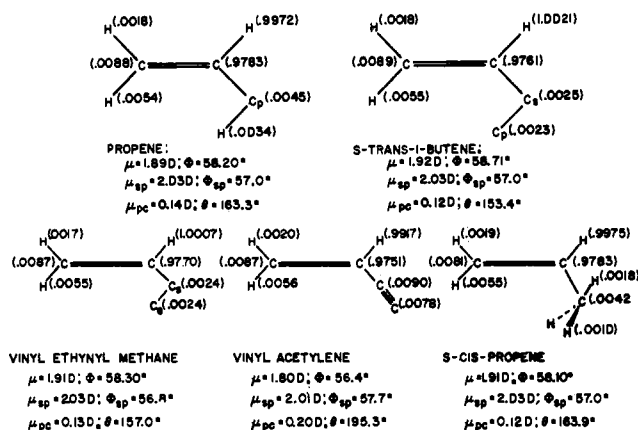 H(.0018) H(.9972)
(.0088)C C(.9783)
H(.0054) Cp(.0045)
H(.0D34)
PROPENE:
μ=1.89D; Φ=58.20°
μsp=2.D3D; Φsp=57.0°
μpc=0.14D; θ=163.3°
H(.0018) H(1.DD21)
(.0089)C C(.9761)
H(.0055) Cs(.0025)
Cp(.0023)
S-TRANS-1-BUTENE:
μ=1.92D; Φ=58.71°
μsp=2.03D; Φsp=57.0°
μpc=0.12D; θ=153.4°
H(.0017) H(1.0007)
(.0087)C C(.9770)
H(.0055) Cs(.0024)
Cs(.0024)
VINYL ETHYNYL METHANE
μ=1.91D; Φ=58.30°
μsp=2.03D; Φsp=56.8°
μpc=0.13D; θ=157.0°
H(.0020) H(.9917)
(.0087)C C(.9751)
H(.0056 C(.0090)
C(.0078)
VINYL ACETYLENE
μ=1.80D; Φ=56.4°
μsp=2.01D; Φsp=57.7°
μpc=0.20D; θ=195.3°
H(.0019) H(.9975)
(.0081)C C(.9783)
H(.0055) H(.0018)
C(.0042
H H(.001D)
S-CIS-PROPENE
μ=1.91D; Φ=58.10°
μsp=2.D3D; Φsp=57.0°
μpc=0.12D; θ=163.9°